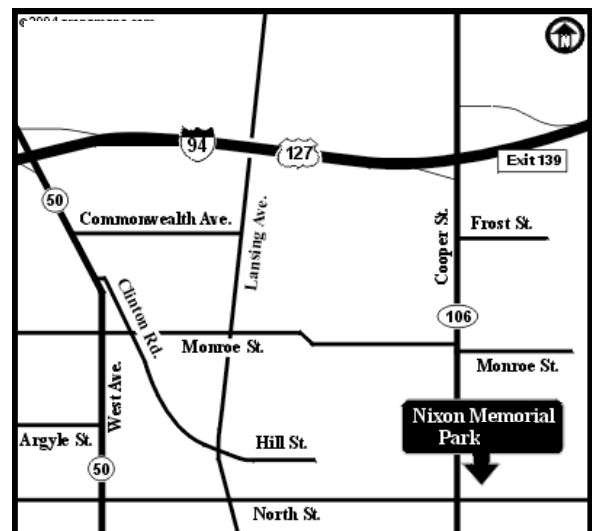 N
94
127
Exit 139
50
Commonwealth Ave.
Lansing Ave.
Cooper St.
Frost St.
Clinton Rd.
106
Monroe St.
Monroe St.
West Ave.
Nixon Memorial
Park
Argyle St.
Hill St.
50
North St.